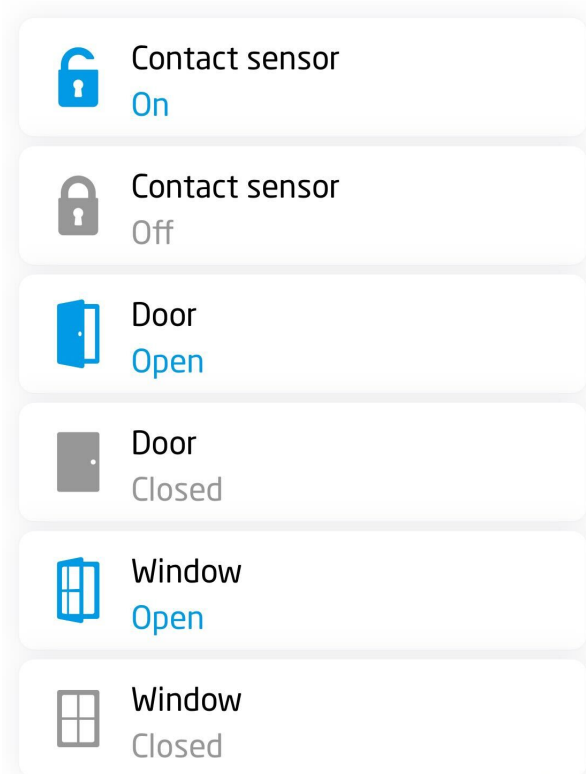 Contact sensor
On
Contact sensor
Off
Door
Open
Door
Closed
Window
Open
Window
Closed